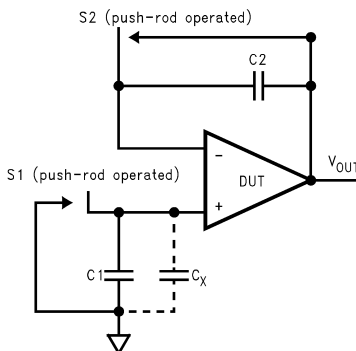 S2 (push-rod operated)
C2
−
DUT
VOUT
S1 (push-rod operated)
+
C1
CX